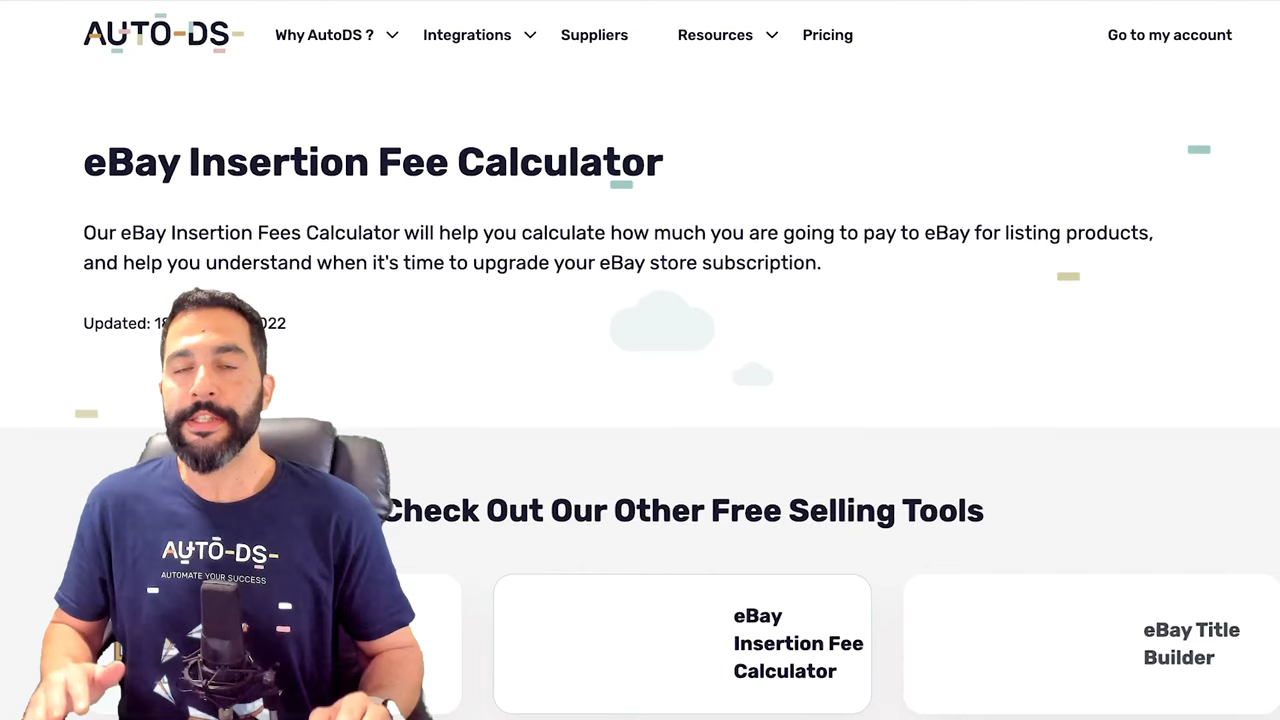 AUTO-DS-
Why AutoDS ?
Integrations
Suppliers
Resources
Pricing
Go to my account
eBay Insertion Fee Calculator
Our eBay Insertion Fees Calculator will help you calculate how much you are going to pay to eBay for listing products,
and help you understand when it's time to upgrade your eBay store subscription.
Updated:
Check Out Our Other Free Selling Tools
AUTO-DS-
AUTOMATE YOUR SUCCESS
eBay
Insertion Fee
Calculator
eBay Title
Builder